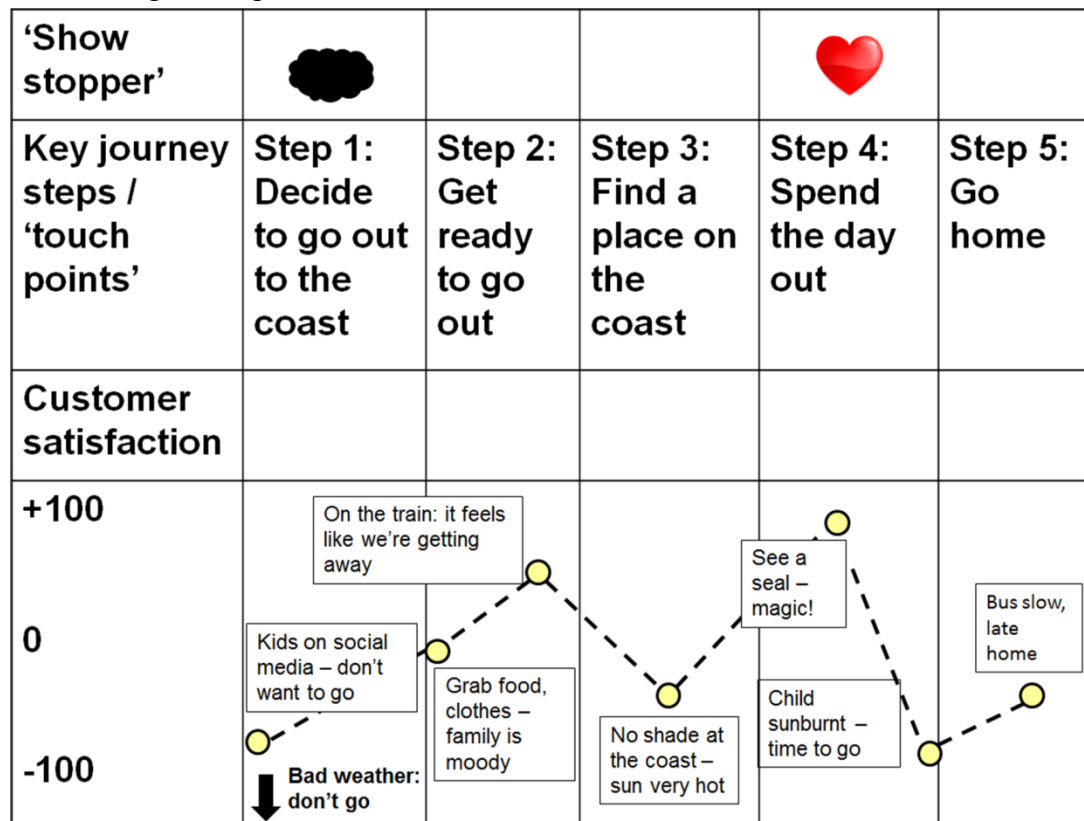 ‘Show
stopper’
Key journey
steps /
‘touch
points’
Step 1:
Decide
to go out
to the
coast
Step 2:
Get
ready
to go
out
Step 3:
Find a
place on
the
coast
Step 4:
Spend
the day
out
Step 5:
Go
home
Customer
satisfaction
+100
0
-100
Kids on social
media – don’t
want to go
Bad weather:
don’t go
On the train: it feels
like we’re getting
away
Grab food,
clothes –
family is
moody
No shade at
the coast –
sun very hot
See a
seal –
magic!
Child
sunburnt –
time to go
Bus slow,
late
home